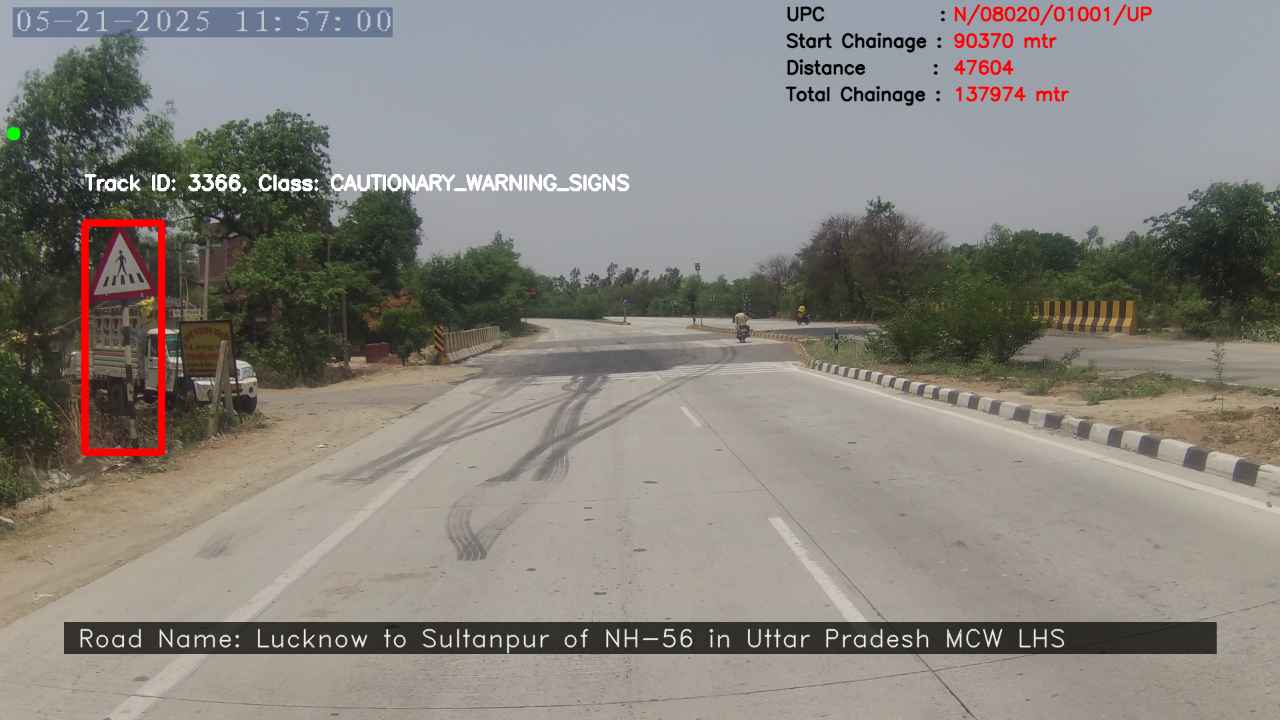 05-21-2025 11:57:00
UPC : N/08020/01001/UP
Start Chainage : 90370 mtr
Distance : 47604
Total Chainage : 137974 mtr
Track ID: 3366, Class: CAUTIONARY_WARNING_SIGNS
Road Name: Lucknow to Sultanpur of NH-56 in Uttar Pradesh MCW LHS